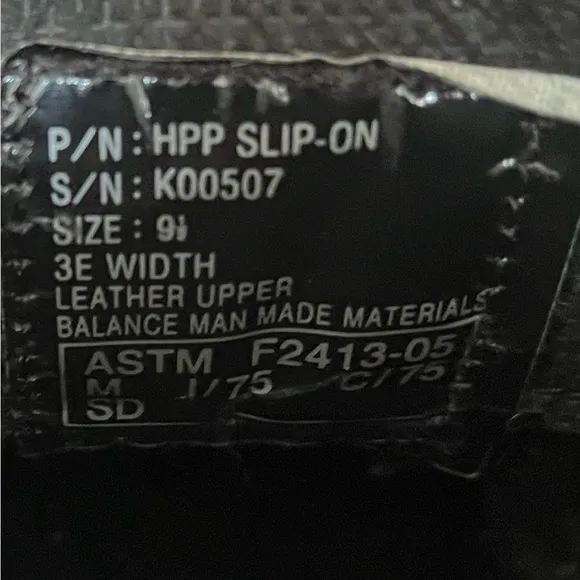 P/N: HPP SLIP-ON
S/N: K00507
SIZE : 9½
3E WIDTH
LEATHER UPPER
BALANCE MAN MADE MATERIALS
ASTM F2413-05
M I/75 C/75
SD